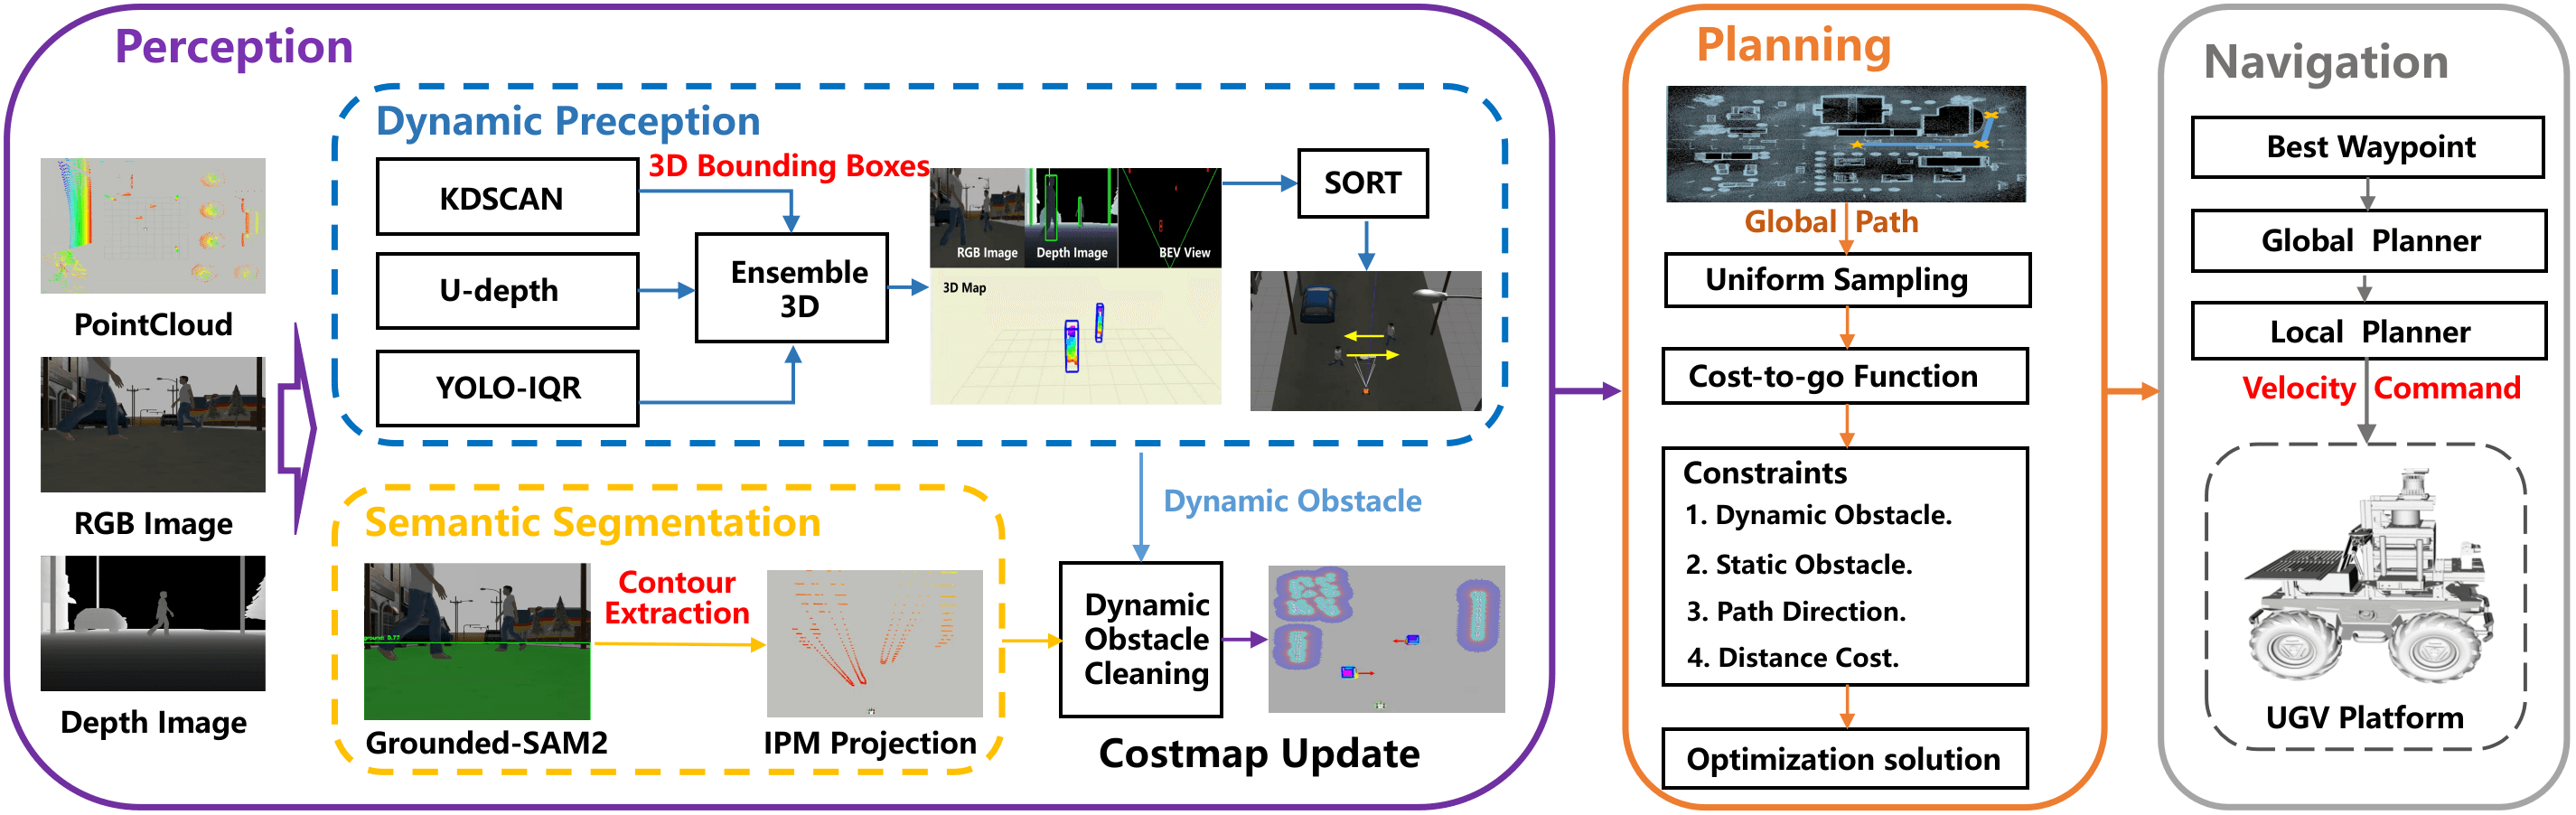 Perception
PointCloud
RGB Image
Depth Image
Dynamic Preception
KDSCAN
U-depth
YOLO-IQR
3D Bounding Boxes
Ensemble
3D
RGB Image
Depth Image
BEV View
3D Map
SORT
Semantic Segmentation
ground: 0.77
Grounded-SAM2
Contour
Extraction
IPM Projection
Dynamic Obstacle
Dynamic
Obstacle
Cleaning
Costmap Update
Planning
Global Path
Uniform Sampling
Cost-to-go Function
Constraints
1. Dynamic Obstacle.
2. Static Obstacle.
3. Path Direction.
4. Distance Cost.
Optimization solution
Navigation
Best Waypoint
Global Planner
Local Planner
Velocity Command
UGV Platform